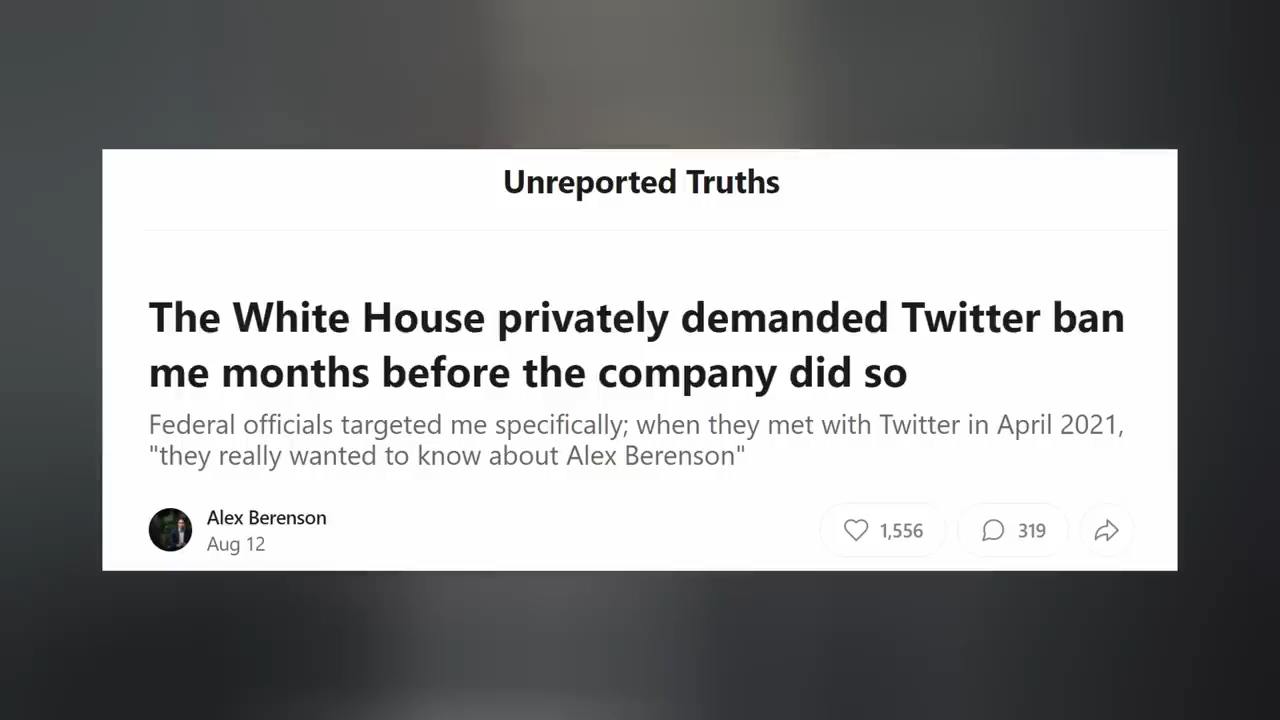 Unreported Truths
The White House privately demanded Twitter ban
me months before the company did so
Federal officials targeted me specifically; when they met with Twitter in April 2021,
"they really wanted to know about Alex Berenson"
Alex Berenson
Aug 12
1,556
319